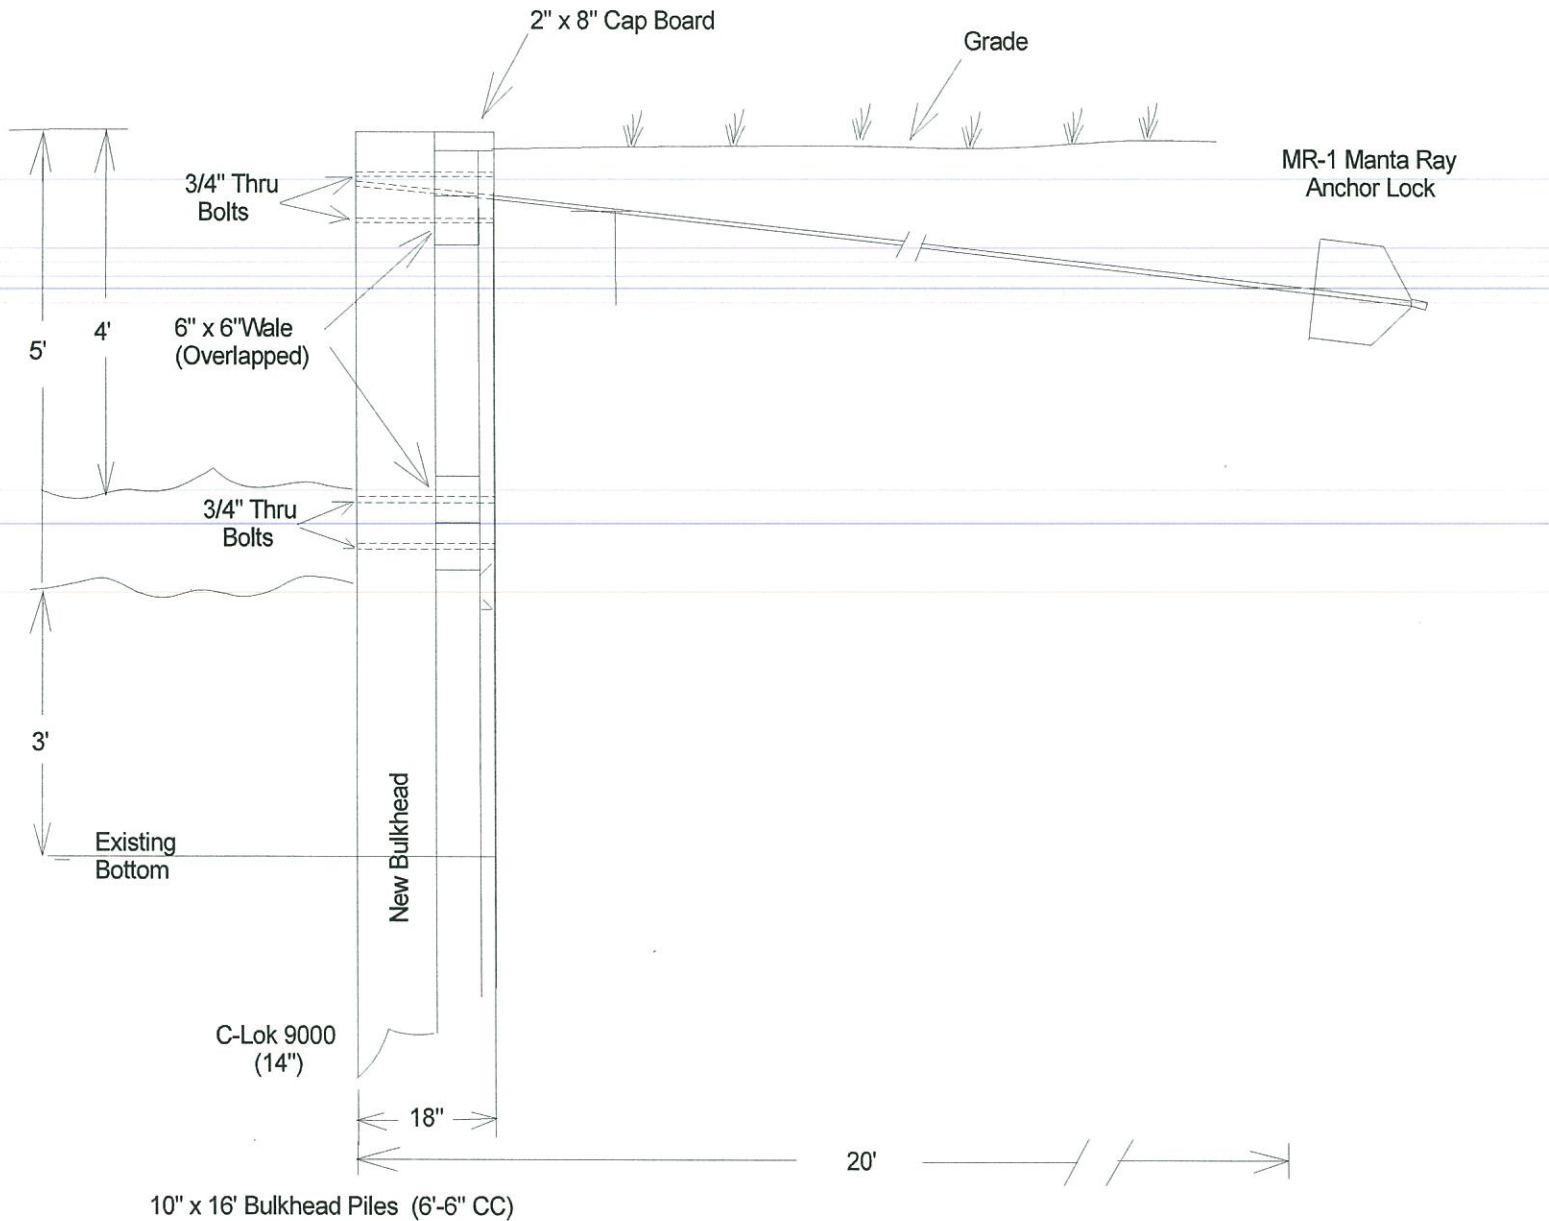 2" x 8" Cap Board
Grade
MR-1 Manta Ray
Anchor Lock
3/4" Thru
Bolts
6" x 6"Wale
(Overlapped)
4'
5'
3/4" Thru
Bolts
3'
Existing
Bottom
New Bulkhead
C-Lok 9000
(14")
18"
20'
10" x 16' Bulkhead Piles (6'-6" CC)